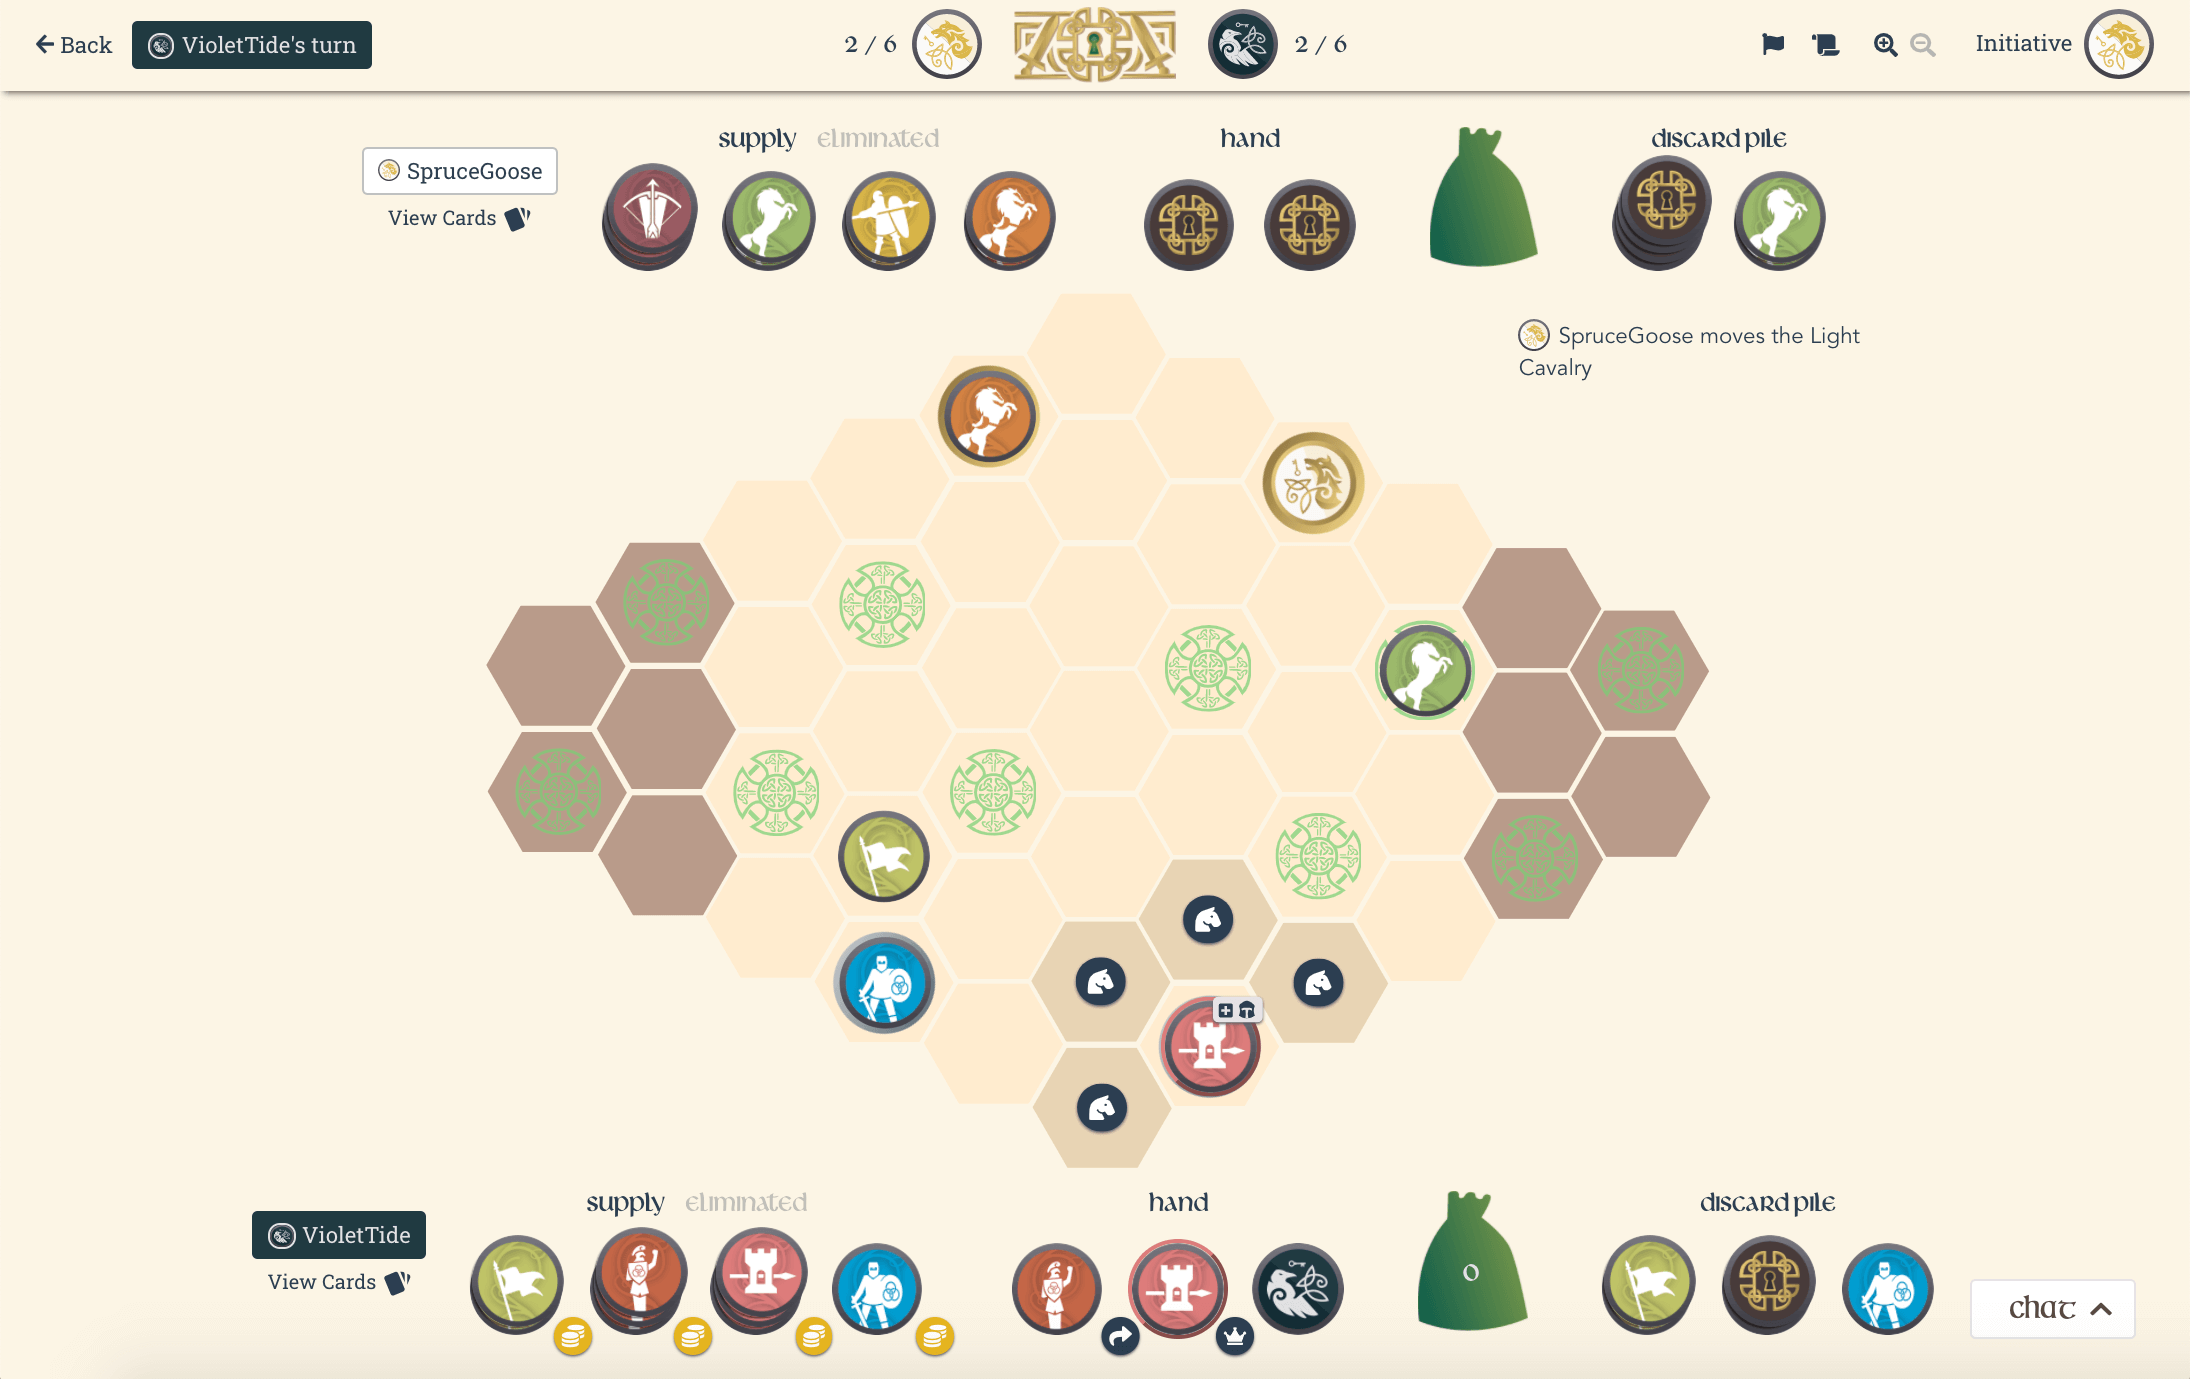 Back
VioletTide's turn
2 / 6
2 / 6
Initiative
SpruceGoose
View Cards
supply eliminated
hand
discard pile
SpruceGoose moves the Light
Cavalry
VioletTide
View Cards
supply eliminated
hand
0
discard pile
chat